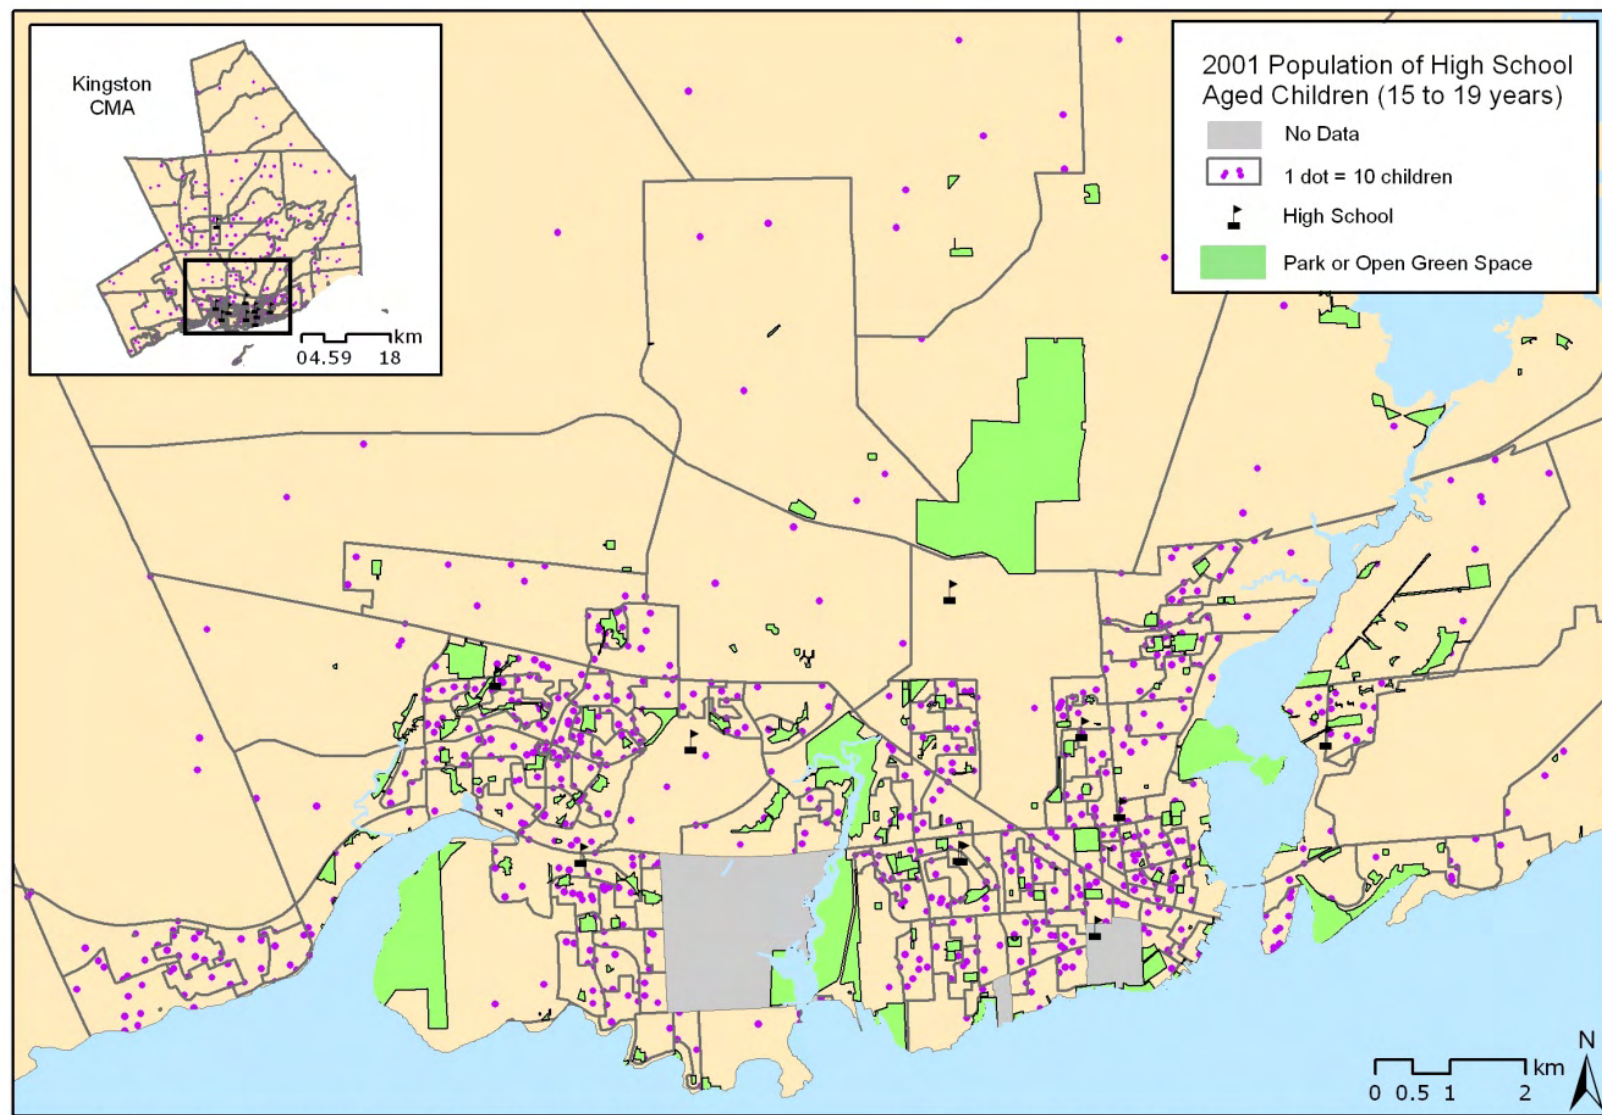 Kingston
CMA
km
04.59 18
2001 Population of High School
Aged Children (15 to 19 years)
No Data
1 dot = 10 children
High School
Park or Open Green Space
N
km
0 0.5 1 2